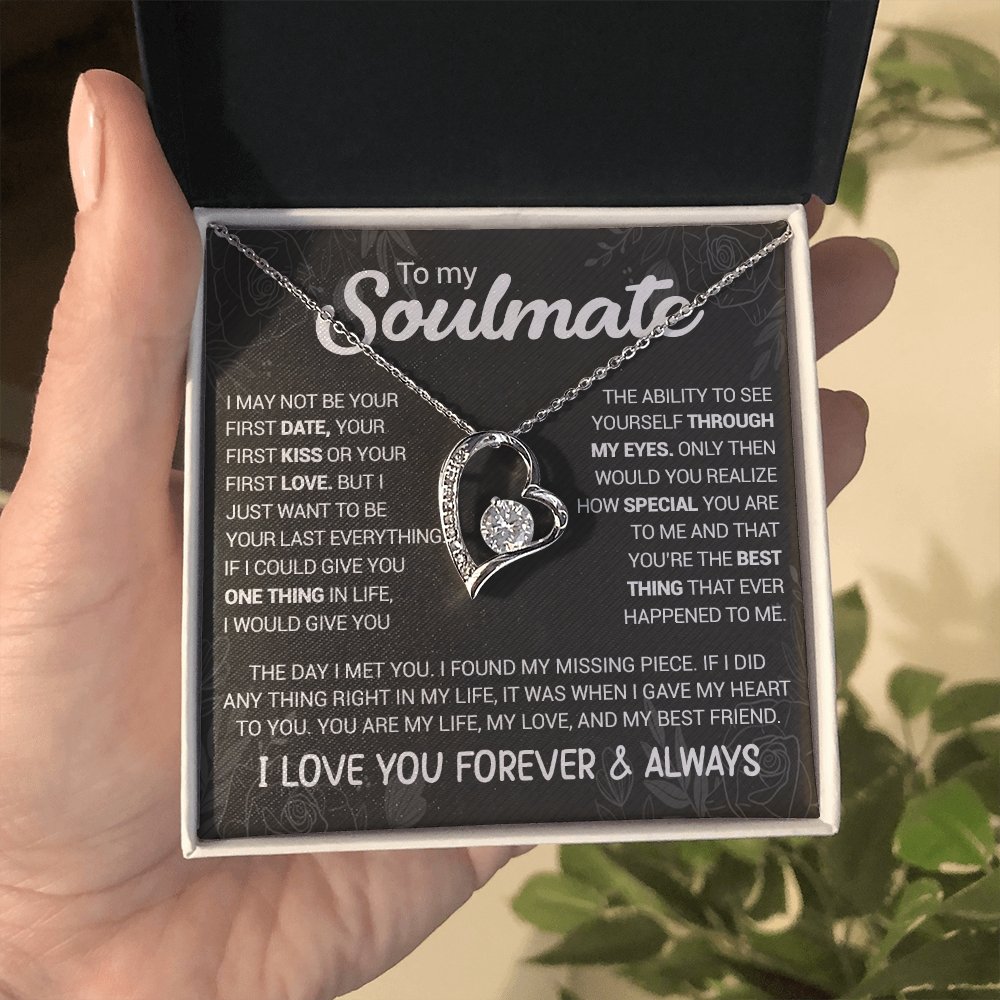 To my
Soulmate
I MAY NOT BE YOUR
FIRST DATE, YOUR
FIRST KISS OR YOUR
FIRST LOVE. BUT I
JUST WANT TO BE
YOUR LAST EVERYTHING
IF I COULD GIVE YOU
ONE THING IN LIFE,
I WOULD GIVE YOU
THE ABILITY TO SEE
YOURSELF THROUGH
MY EYES. ONLY THEN
WOULD YOU REALIZE
HOW SPECIAL YOU ARE
TO ME AND THAT
YOU'RE THE BEST
THING THAT EVER
HAPPENED TO ME.
THE DAY I MET YOU. I FOUND MY MISSING PIECE. IF I DID
ANY THING RIGHT IN MY LIFE, IT WAS WHEN I GAVE MY HEART
TO YOU. YOU ARE MY LIFE, MY LOVE, AND MY BEST FRIEND.
I LOVE YOU FOREVER & ALWAYS